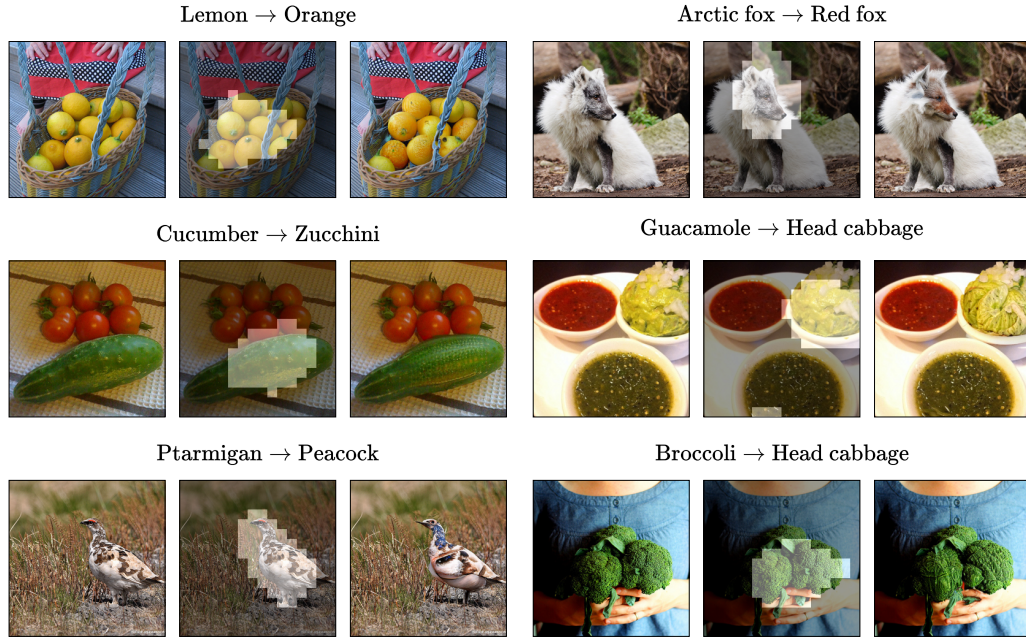 Lemon → Orange
Arctic fox → Red fox
Cucumber → Zucchini
Guacamole → Head cabbage
Ptarmigan → Peacock
Broccoli → Head cabbage